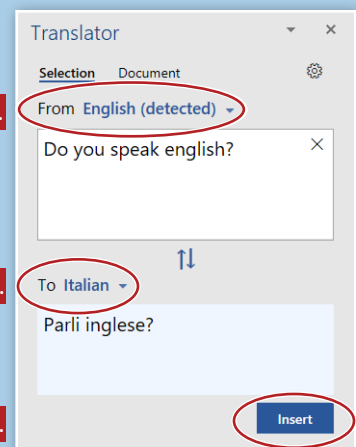 Translator
Selection Document
From English (detected)
Do you speak english?
To Italian
Parli inglese?
Insert